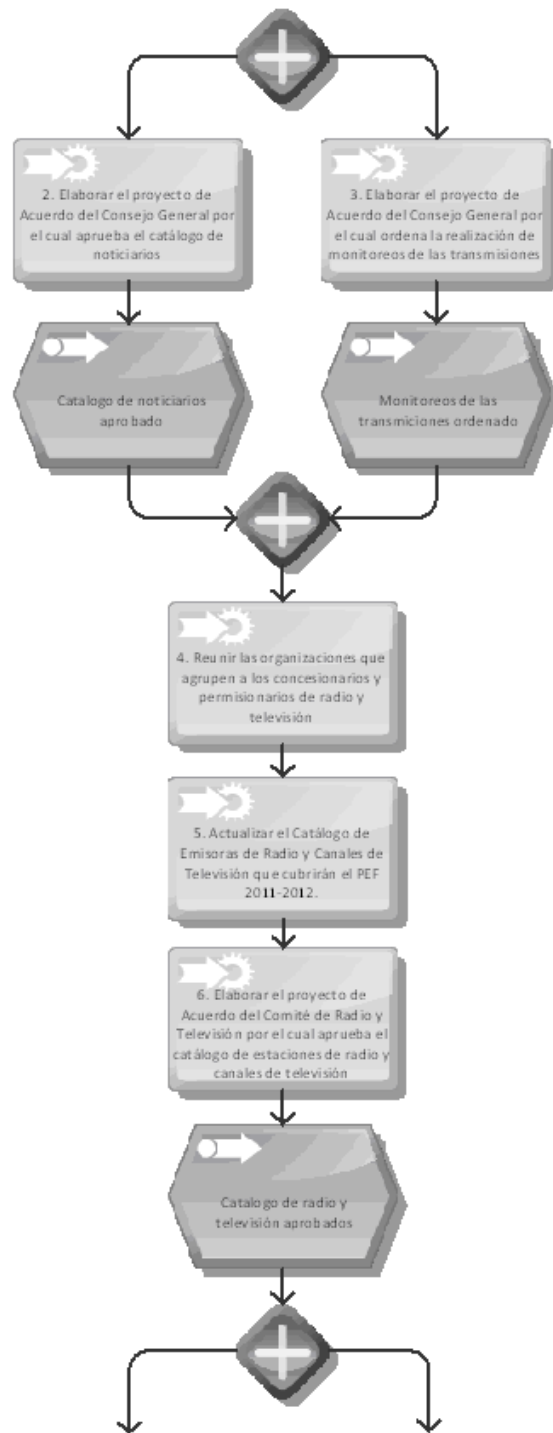 2. Elaborar el proyecto de
Acuerdo del Consejo General por
el cual aprueba el catálogo de
noticiarios
3. Elaborar el proyecto de
Acuerdo del Consejo General por
el cual ordena la realización de
monitoreos de las transmisiones
Catalogo de noticiarios
aprobado
Monitoreos de las
transmiciones ordenado
4. Reunir las organizaciones que
agrupen a los concesionarios y
permisionarios de radio y
televisión
5. Actualizar el Catálogo de
Emisoras de Radio y Canales de
Televisión que cubrirán el PEF
2011-2012.
6. Elaborar el proyecto de
Acuerdo del Comité de Radio y
Televisión por el cual aprueba el
catálogo de estaciones de radio y
canales de televisión
Catalogo de radio y
televisión aprobados